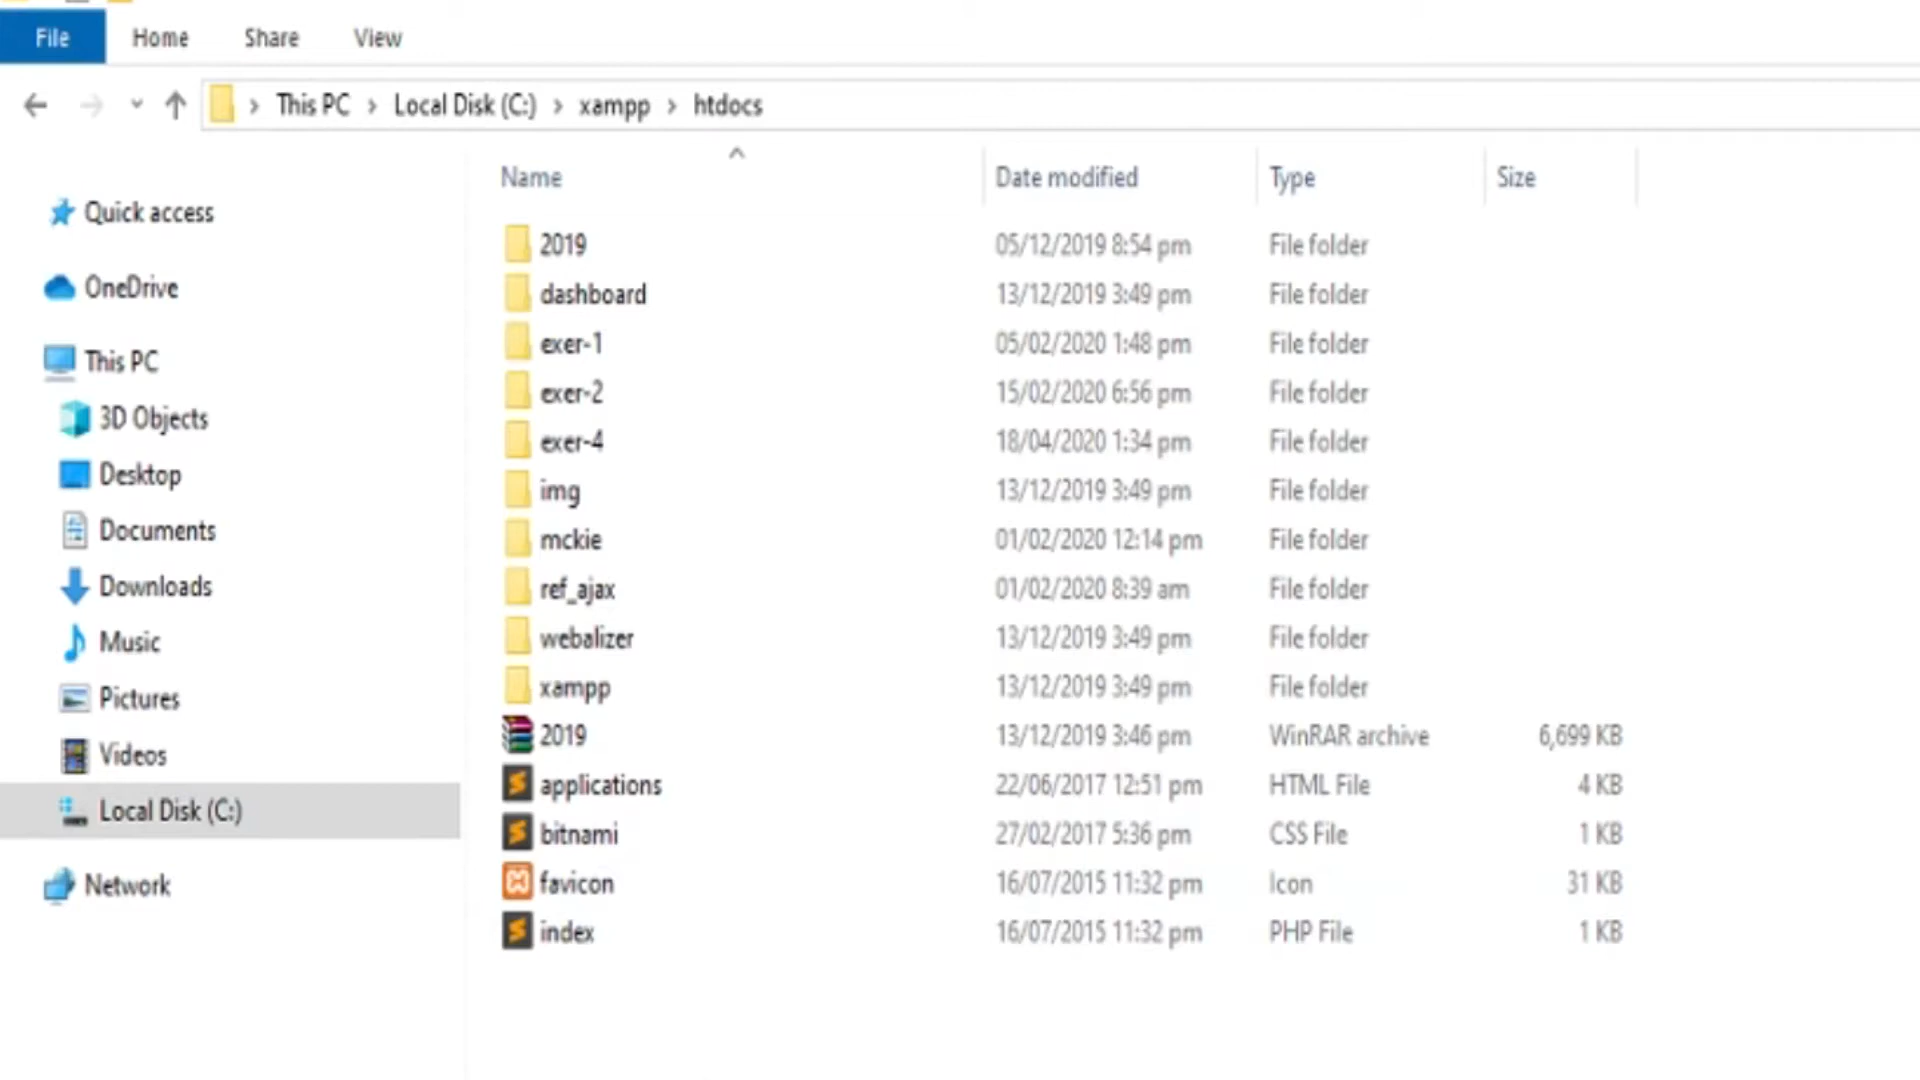 File Home Share View
This PC > Local Disk (C:) > xampp > htdocs
Name Date modified Type Size
Quick access
OneDrive
This PC
3D Objects
Desktop
Documents
Downloads
Music
Pictures
Videos
Local Disk (C:)
Network
2019 05/12/2019 8:54 pm File folder
dashboard 13/12/2019 3:49 pm File folder
exer-1 05/02/2020 1:48 pm File folder
exer-2 15/02/2020 6:56 pm File folder
exer-4 18/04/2020 1:34 pm File folder
img 13/12/2019 3:49 pm File folder
mckie 01/02/2020 12:14 pm File folder
ref_ajax 01/02/2020 8:39 am File folder
webalizer 13/12/2019 3:49 pm File folder
xampp 13/12/2019 3:49 pm File folder
2019 13/12/2019 3:46 pm WinRAR archive 6,699 KB
applications 22/06/2017 12:51 pm HTML File 4 KB
bitnami 27/02/2017 5:36 pm CSS File 1 KB
favicon 16/07/2015 11:32 pm Icon 31 KB
index 16/07/2015 11:32 pm PHP File 1 KB